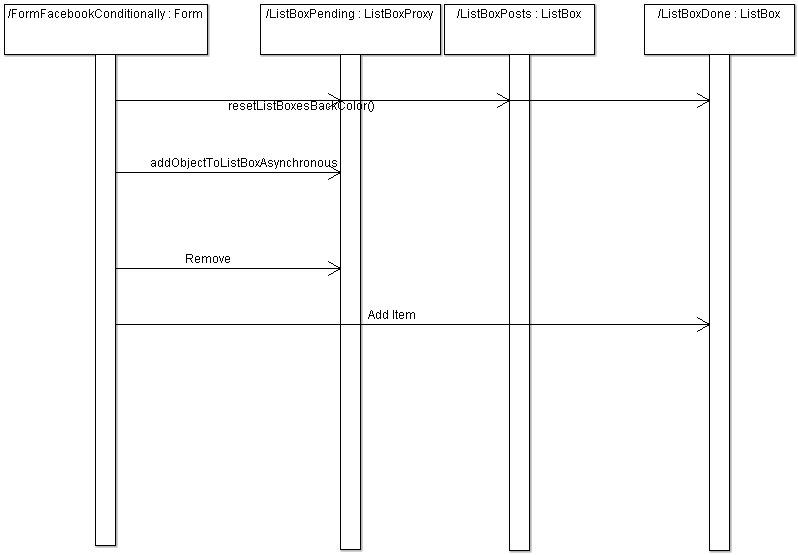 /FormFacebookConditionally : Form
/ListBoxPending : ListBoxProxy
/ListBoxPosts : ListBox
/ListBoxDone : ListBox
resetListBoxesBackColor()
addObjectToListBoxAsynchronous
Remove
Add Item